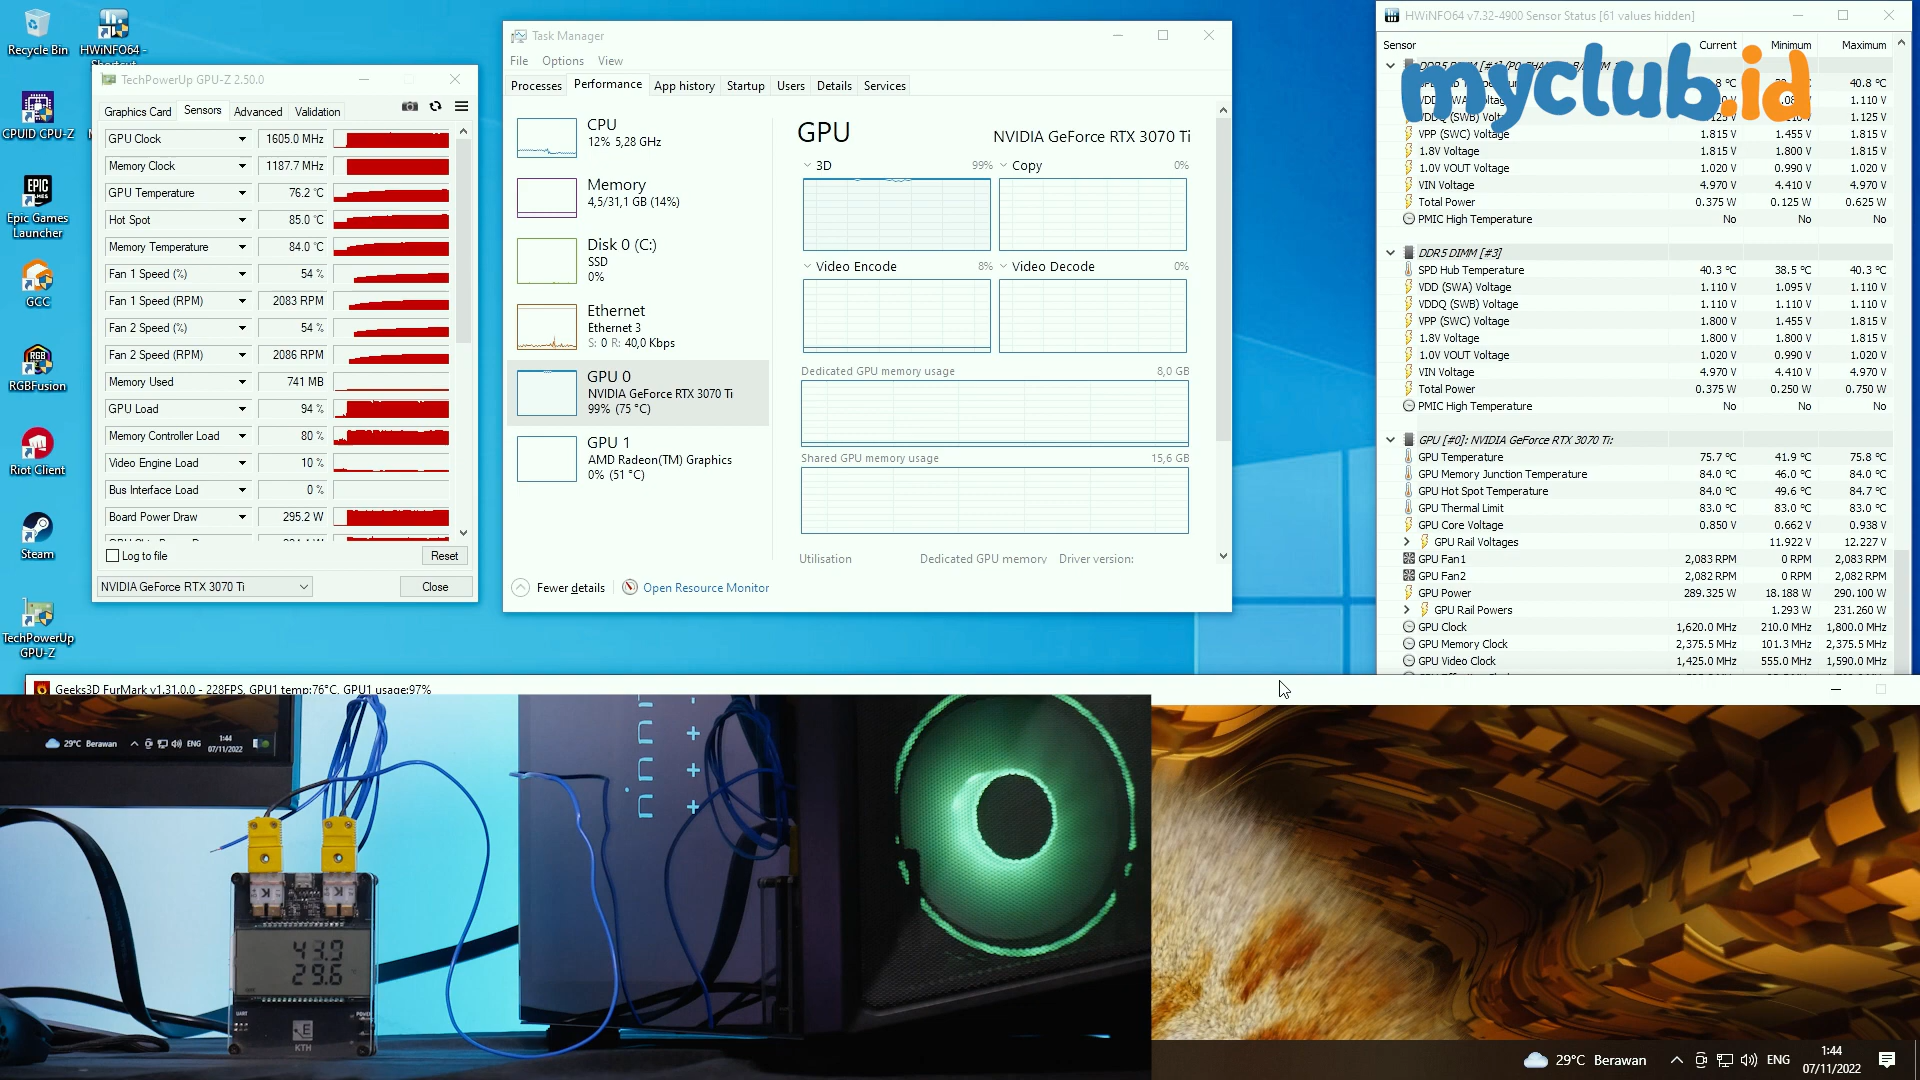 Recycle Bin
HWiNFO64 -
CPUID CPU-Z
Epic Games
Launcher
GCC
RGBFusion
Riot Client
Steam
TechPowerUp
GPU-Z
TechPowerUp GPU-Z 2.50.0
Graphics Card Sensors Advanced Validation
GPU Clock 1605.0 MHz
Memory Clock 1187.7 MHz
GPU Temperature 76.2 °C
Hot Spot 85.0 °C
Memory Temperature 84.0 °C
Fan 1 Speed (%) 54 %
Fan 1 Speed (RPM) 2083 RPM
Fan 2 Speed (%) 54 %
Fan 2 Speed (RPM) 2086 RPM
Memory Used 741 MB
GPU Load 94 %
Memory Controller Load 80 %
Video Engine Load 10 %
Bus Interface Load 0 %
Board Power Draw 295.2 W
Log to file Reset
NVIDIA GeForce RTX 3070 Ti Close
Task Manager
File Options View
Processes Performance App history Startup Users Details Services
CPU
12% 5,28 GHz
Memory
4,5/31,1 GB (14%)
Disk 0 (C:)
SSD
0%
Ethernet
Ethernet 3
S: 0 R: 40,0 Kbps
GPU 0
NVIDIA GeForce RTX 3070 Ti
99% (75 °C)
GPU 1
AMD Radeon(TM) Graphics
0% (51 °C)
GPU NVIDIA GeForce RTX 3070 Ti
3D 99% Copy 0%
Video Encode 8% Video Decode 0%
Dedicated GPU memory usage 8,0 GB
Shared GPU memory usage 15,6 GB
Utilisation Dedicated GPU memory Driver version:
Fewer details Open Resource Monitor
HWiNFO64 v7.32-4900 Sensor Status [61 values hidden]
Sensor Current Minimum Maximum
myclub.id
40.8 °C
1.110 V
1.125 V
VPP (SWC) Voltage 1.815 V 1.455 V 1.815 V
1.8V Voltage 1.815 V 1.800 V 1.815 V
1.0V VOUT Voltage 1.020 V 0.990 V 1.020 V
VIN Voltage 4.970 V 4.410 V 4.970 V
Total Power 0.375 W 0.125 W 0.625 W
PMIC High Temperature No No No
DDR5 DIMM [#3]
SPD Hub Temperature 40.3 °C 38.5 °C 40.3 °C
VDD (SWA) Voltage 1.110 V 1.095 V 1.110 V
VDDQ (SWB) Voltage 1.110 V 1.110 V 1.110 V
VPP (SWC) Voltage 1.800 V 1.455 V 1.815 V
1.8V Voltage 1.800 V 1.800 V 1.815 V
1.0V VOUT Voltage 1.020 V 0.990 V 1.020 V
VIN Voltage 4.970 V 4.410 V 4.970 V
Total Power 0.375 W 0.250 W 0.750 W
PMIC High Temperature No No No
GPU [#0]: NVIDIA GeForce RTX 3070 Ti:
GPU Temperature 75.7 °C 41.9 °C 75.8 °C
GPU Memory Junction Temperature 84.0 °C 46.0 °C 84.0 °C
GPU Hot Spot Temperature 84.0 °C 49.6 °C 84.7 °C
GPU Thermal Limit 83.0 °C 83.0 °C 83.0 °C
GPU Core Voltage 0.850 V 0.662 V 0.938 V
GPU Rail Voltages 11.922 V 12.227 V
GPU Fan1 2,083 RPM 0 RPM 2,083 RPM
GPU Fan2 2,082 RPM 0 RPM 2,082 RPM
GPU Power 289.325 W 18.188 W 290.100 W
GPU Rail Powers 1.293 W 231.260 W
GPU Clock 1,620.0 MHz 210.0 MHz 1,800.0 MHz
GPU Memory Clock 2,375.5 MHz 101.3 MHz 2,375.5 MHz
GPU Video Clock 1,425.0 MHz 555.0 MHz 1,590.0 MHz
Geeks3D FurMark v1.31.0.0 - 228FPS, GPU1 temp:76°C, GPU1 usage:97%
29°C Berawan ENG 1:44
07/11/2022
K K
43.9
29.6
UART POWER
E
KTH
29°C Berawan ENG 1:44
07/11/2022